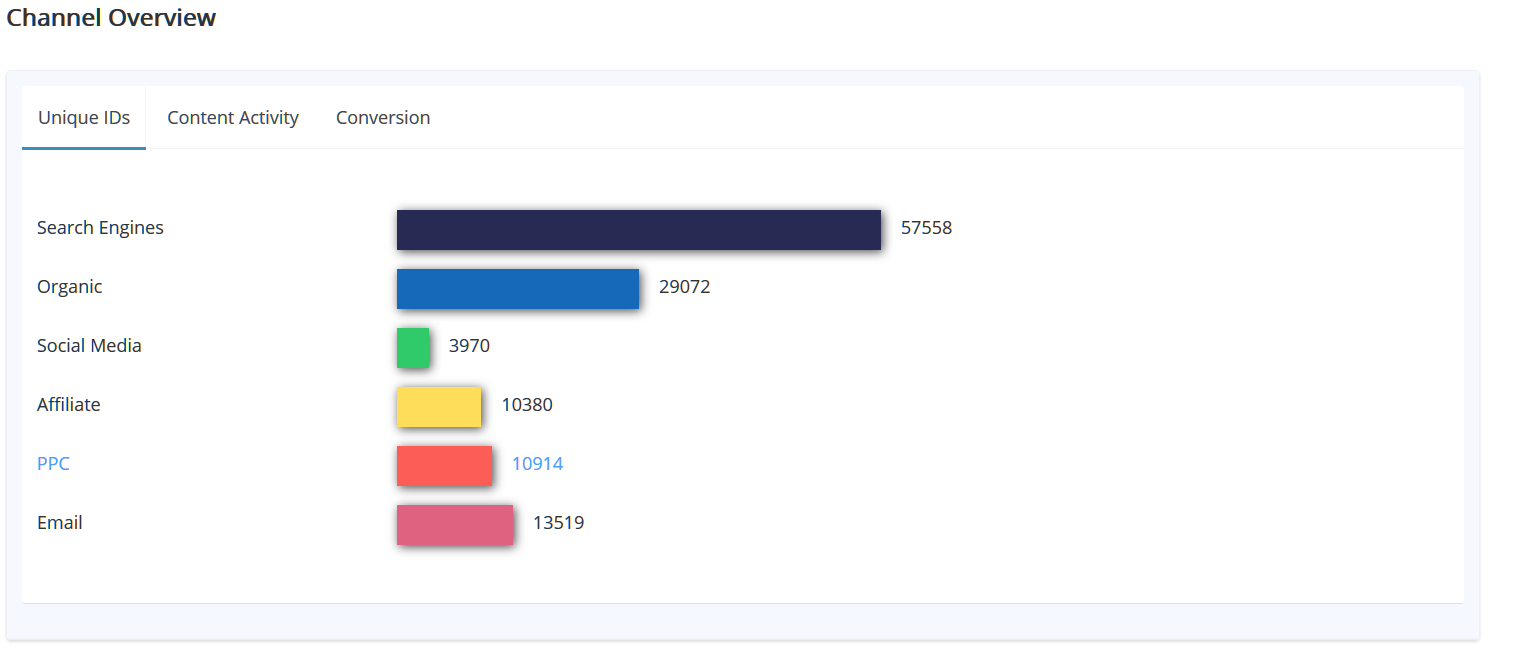 Channel Overview
Unique IDs Content Activity Conversion
Search Engines 57558
Organic 29072
Social Media 3970
Affiliate 10380
PPC 10914
Email 13519